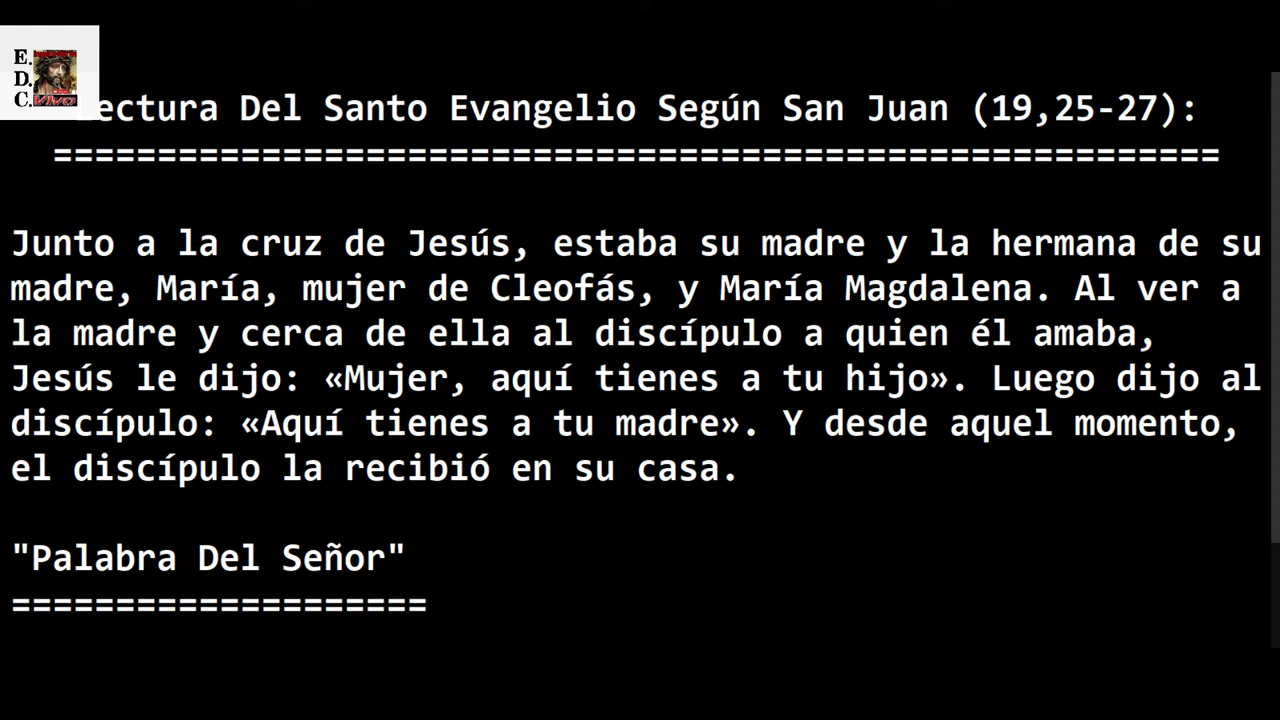 E.
D.
C.
VIVO
Lectura Del Santo Evangelio Según San Juan (19,25-27):
========================================================
Junto a la cruz de Jesús, estaba su madre y la hermana de su
madre, María, mujer de Cleofás, y María Magdalena. Al ver a
la madre y cerca de ella al discípulo a quien él amaba,
Jesús le dijo: «Mujer, aquí tienes a tu hijo». Luego dijo al
discípulo: «Aquí tienes a tu madre». Y desde aquel momento,
el discípulo la recibió en su casa.
"Palabra Del Señor"
====================